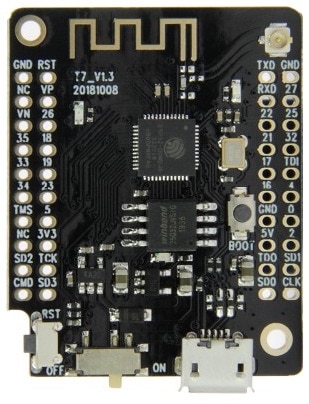 GND RST
NC VP
VN 26
35 18
33 19
34 23
TMS 5
NC 3V3
SD2 TCK
CMD SD3
RST
OFF
ON
T7_V1.3
20181008
winbond
BOOT
TXD GND
RXD 27
22 25
21 32
17 TDI
16 4
GND 0
5V 2
TDO SD1
SD0 CLK